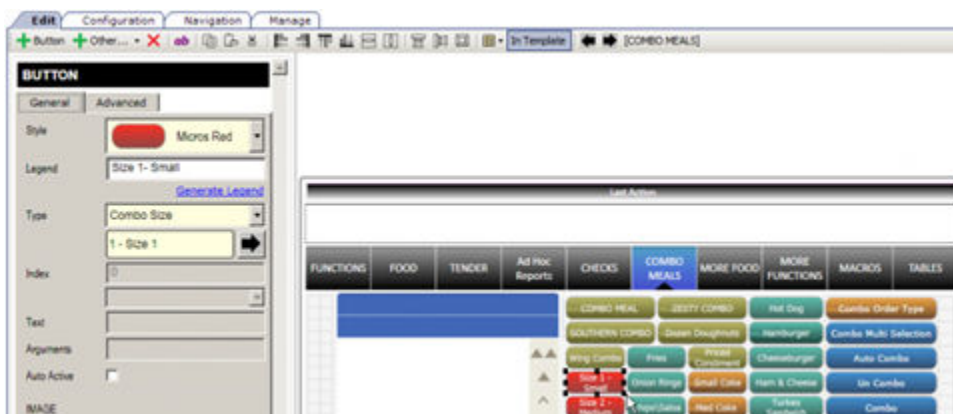 Edit Configuration Navigation Manage
Button Other... ab In Template [COMBO MEALS]
BUTTON
General Advanced
Style Micros Red
Legend Size 1- Small
Generate Legend
Type Combo Size
1 - Size 1
Index 0
Text
Arguments
Auto Active
IMAGE
Last Action
FUNCTIONS FOOD TENDER Ad Hoc Reports CHECKS COMBO MEALS MORE FOOD MORE FUNCTIONS MACROS TABLES
COMBO MEAL ZESTY COMBO Hot Dog Combo Order Type
SOUTHERN COMBO Dozen Doughnuts Hamburger Combo Multi Selection
Wing Combo Fries Priced Condiment Cheeseburger Auto Combo
Size 1 - Small Onion Rings Small Coke Ham & Cheese Un Combo
Size 2 - Medium Med Coke Turkey Combo